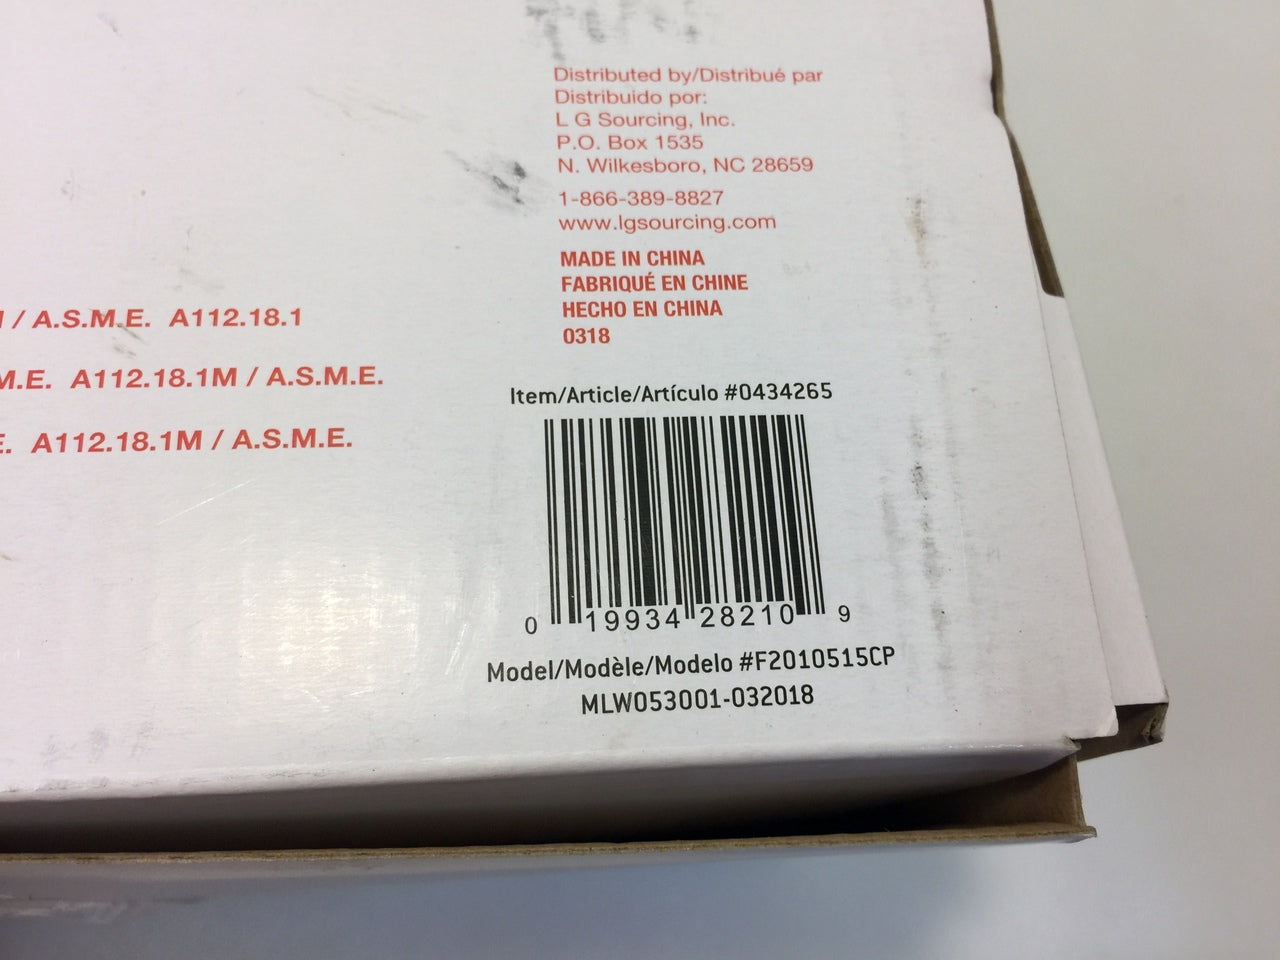 Distributed by/Distribué par
Distribuido por:
L G Sourcing, Inc.
P.O. Box 1535
N. Wilkesboro, NC 28659
1-866-389-8827
www.lgsourcing.com
MADE IN CHINA
FABRIQUÉ EN CHINE
HECHO EN CHINA
0318
/ A.S.M.E. A112.18.1
M.E. A112.18.1M / A.S.M.E.
E. A112.18.1M / A.S.M.E.
Item/Article/Artículo #0434265
0 19934 28210 9
Model/Modèle/Modelo #F2010515CP
MLW053001-032018